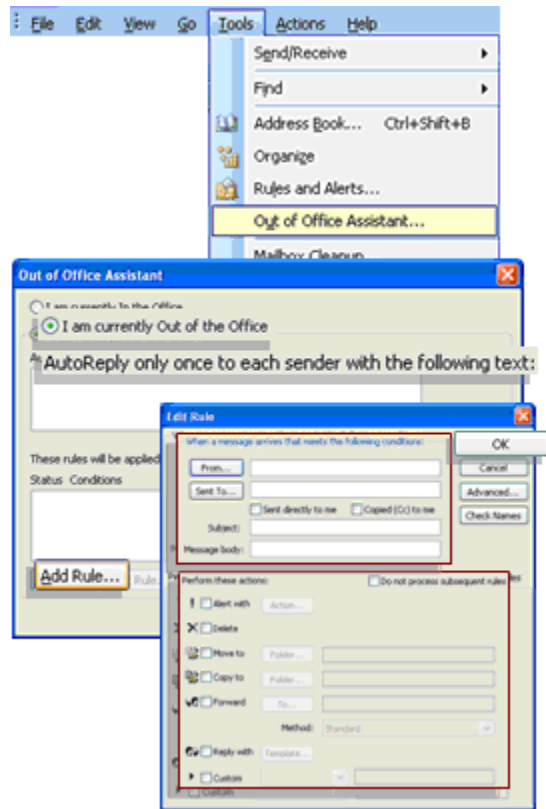 File Edit View Go Tools Actions Help
Send/Receive
Find
Address Book... Ctrl+Shift+B
Organize
Rules and Alerts...
Out of Office Assistant...
Mailbox Cleanup...
Out of Office Assistant
I am currently In the Office
I am currently Out of the Office
AutoReply only once to each sender with the following text:
Edit Rule
When a message arrives that meets the following conditions:
OK
From...
Cancel
These rules will be applied
Status Conditions
Sent To...
Advanced...
Sent directly to me Copied (Cc) to me
Check Names
Subject:
Message body:
Add Rule...
Rule...
Perform these actions:
Do not process subsequent rules
Alert with Action...
Delete
Move to Folder...
Copy to Folder...
Forward To...
Method: Standard
Reply with Template...
Custom
Custom